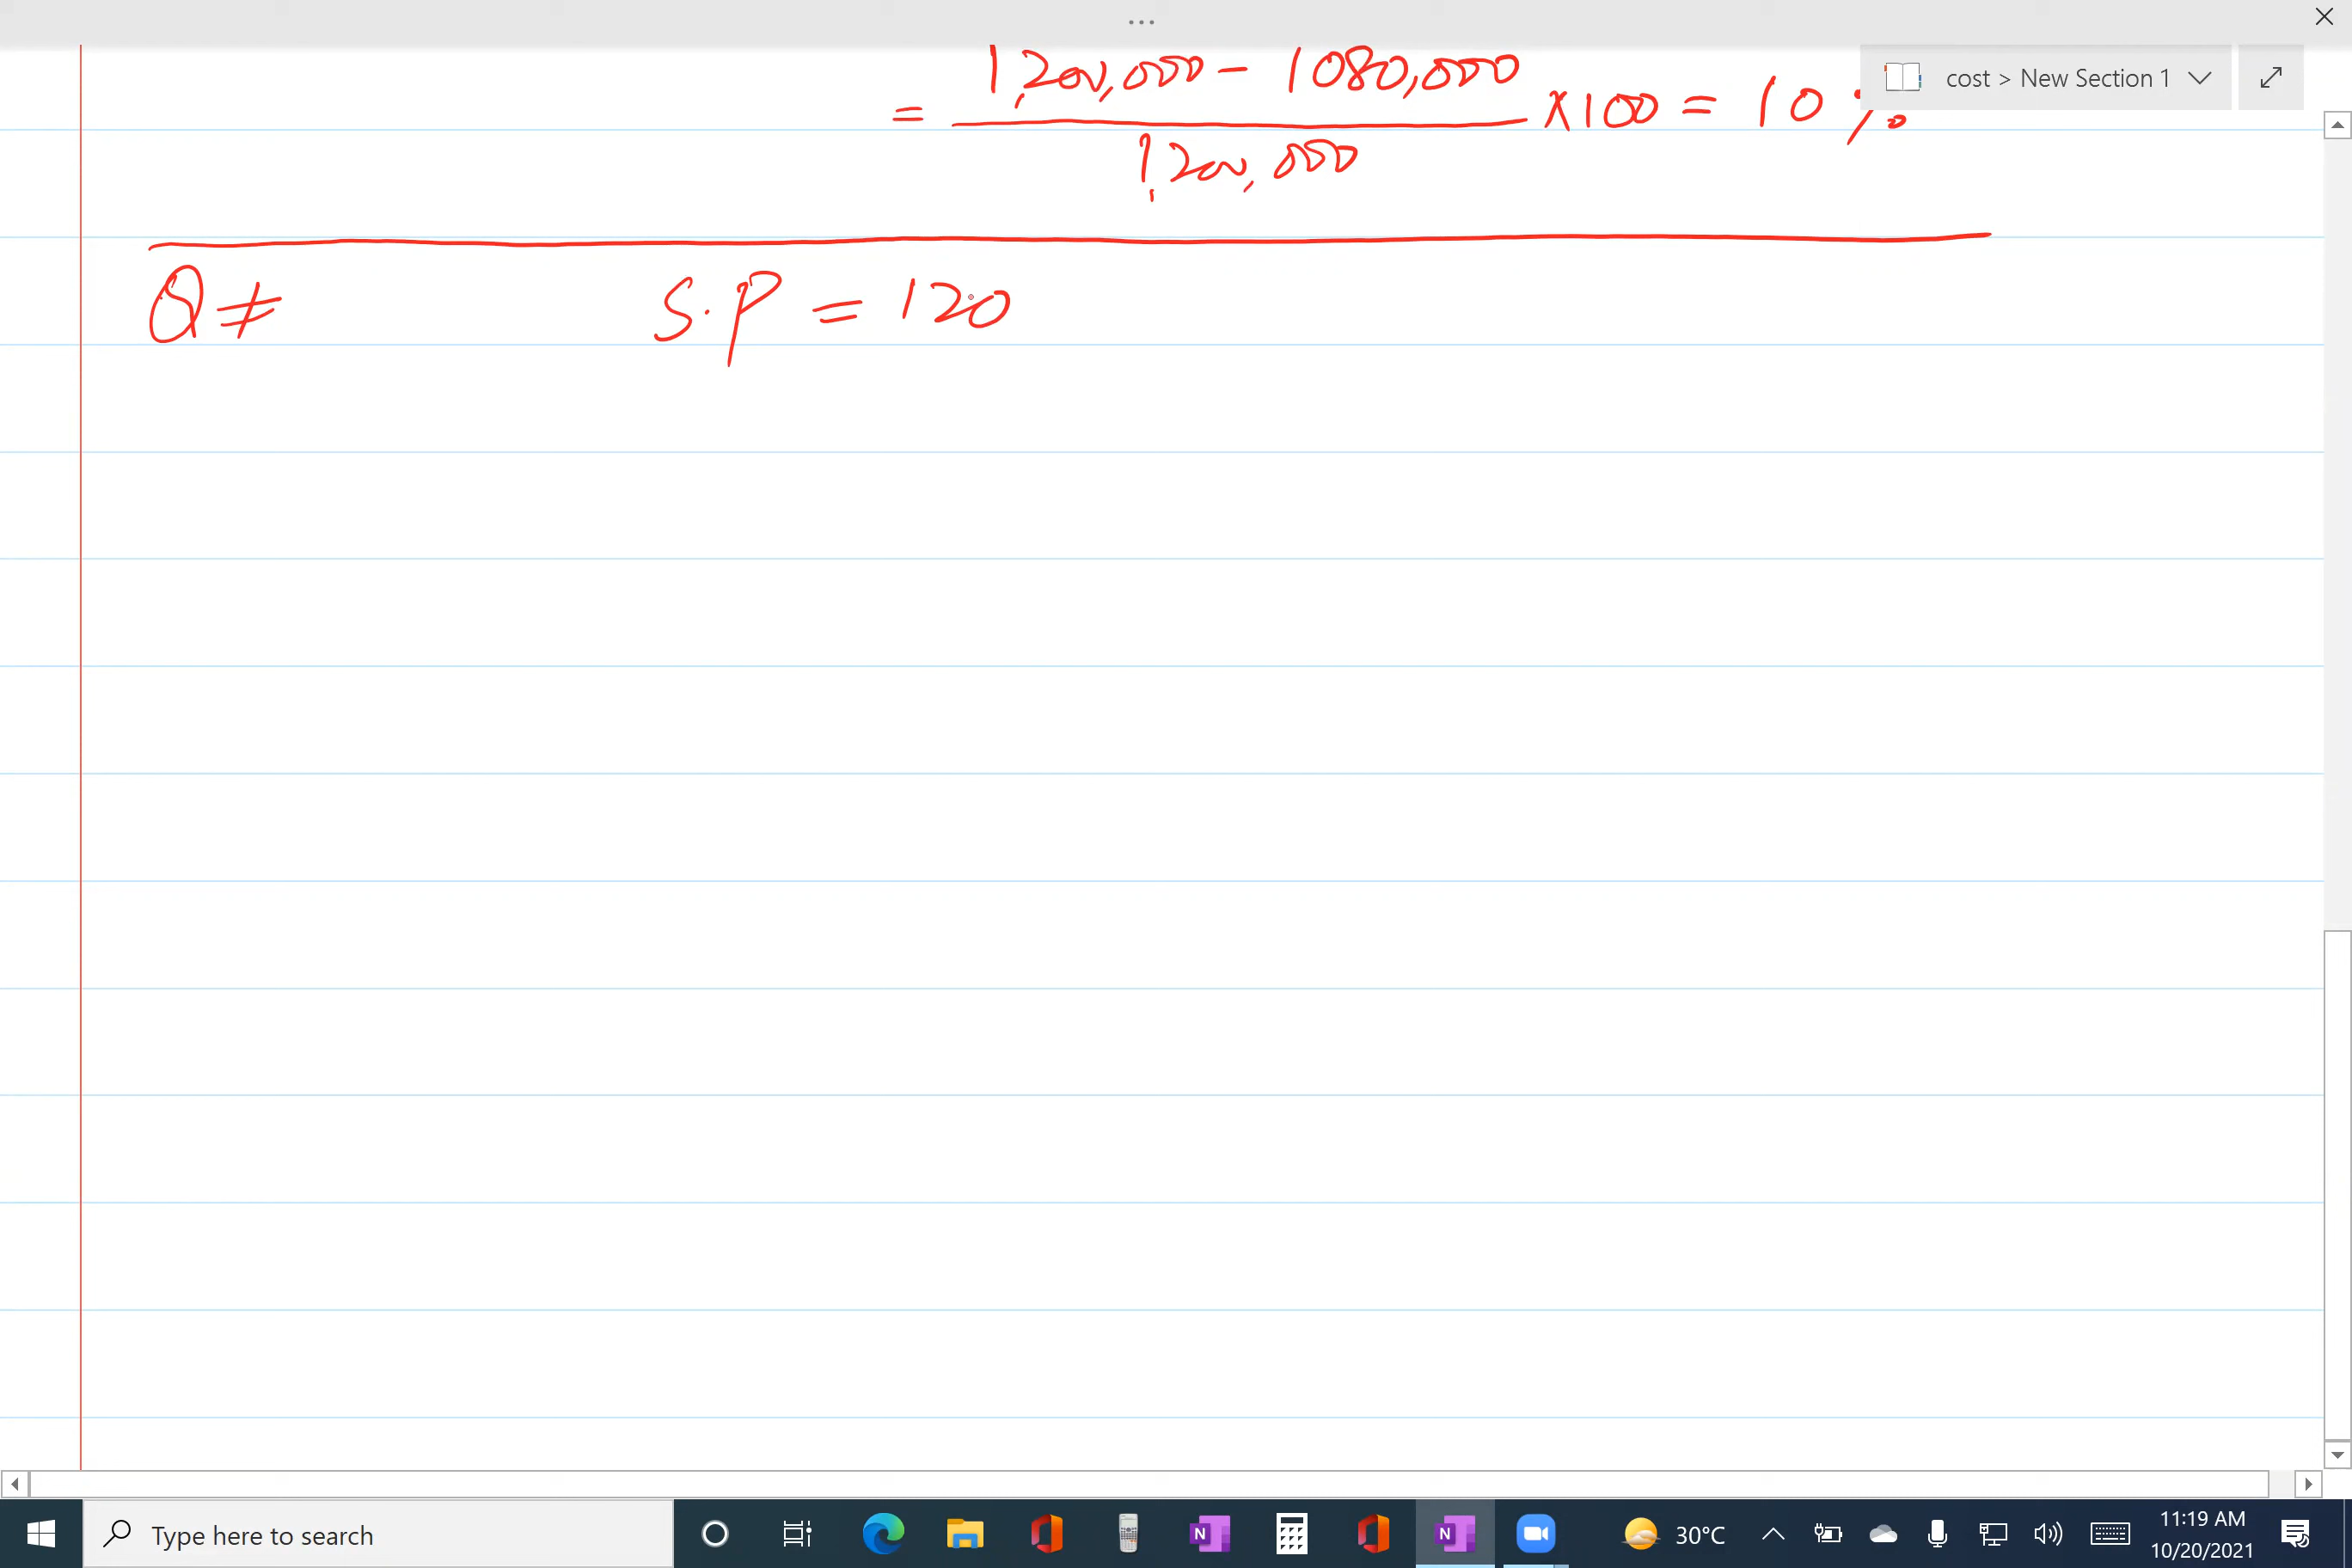 cost > New Section 1
1,200,000 - 1080,000
= ×100 = 10 %
1,200,000
Q≠ S.P = 120
Type here to search
30°C
11:19 AM
10/20/2021